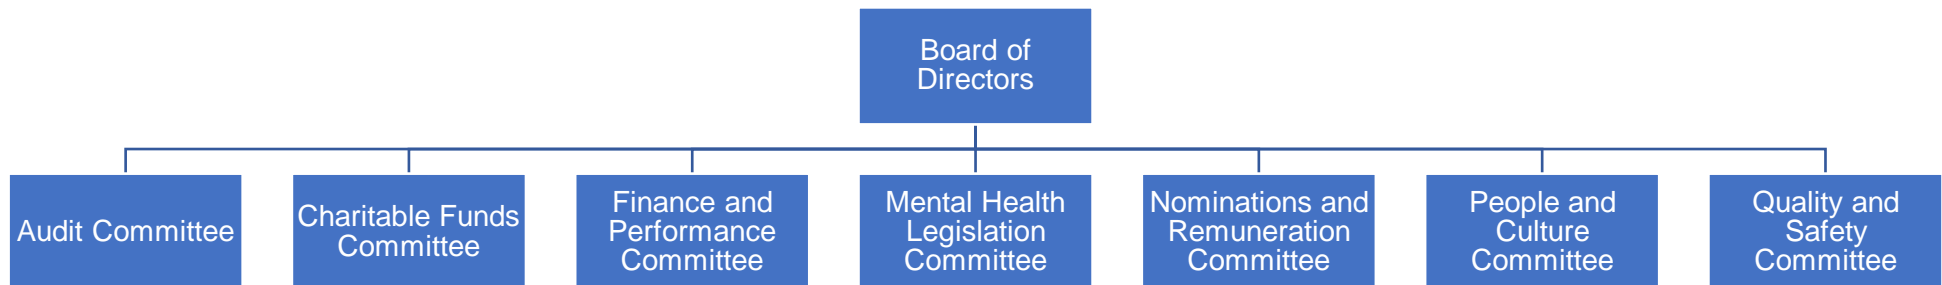 Board of
Directors
Audit Committee
Charitable Funds
Committee
Finance and
Performance
Committee
Mental Health
Legislation
Committee
Nominations and
Remuneration
Committee
People and
Culture
Committee
Quality and
Safety
Committee